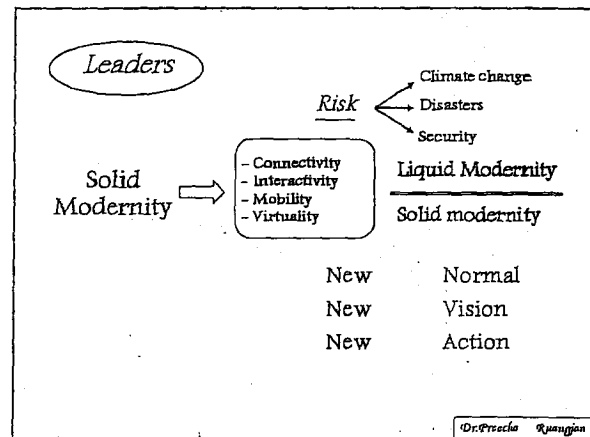 Leaders
Risk
Climate change
Disasters
Security
Solid
Modernity
- Connectivity
- Interactivity
- Mobility
- Virtuality
Liquid Modernity
Solid modernity
New Normal
New Vision
New Action
Dr.Preecha Ruangjan